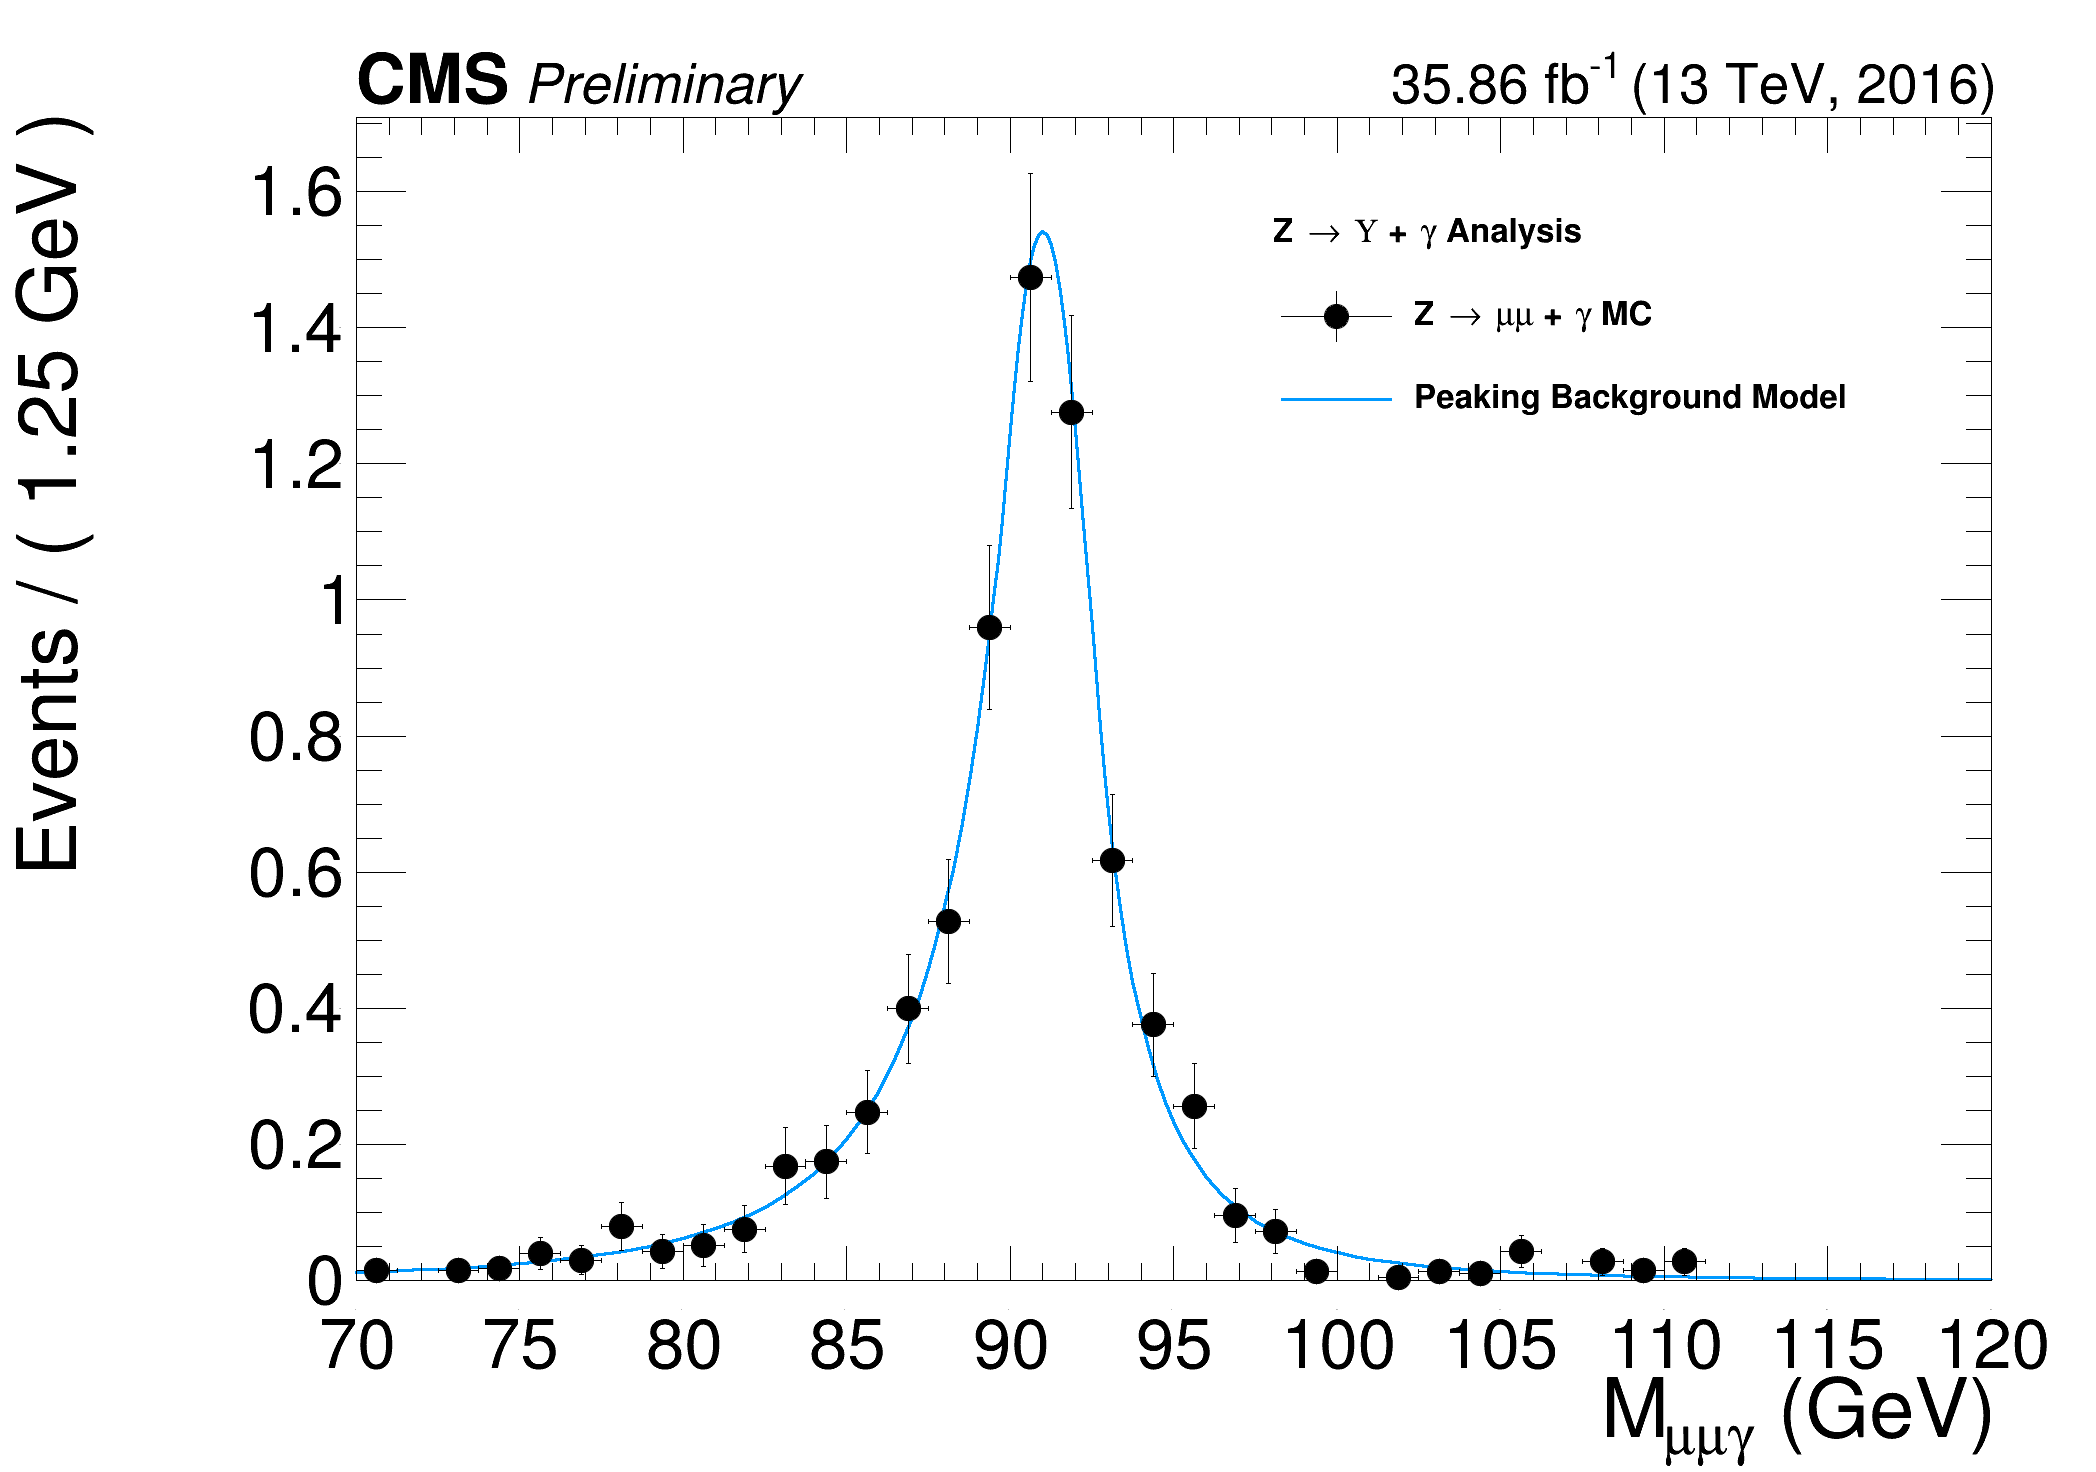 CMS Preliminary 35.86 fb⁻¹ (13 TeV, 2016)
Events / ( 1.25 GeV )
1.6
1.4
1.2
1
0.8
0.6
0.4
0.2
0
Z → ϒ + γ Analysis
Z → μμ + γ MC
Peaking Background Model
70 75 80 85 90 95 100 105 110 115 120
M_μμγ (GeV)